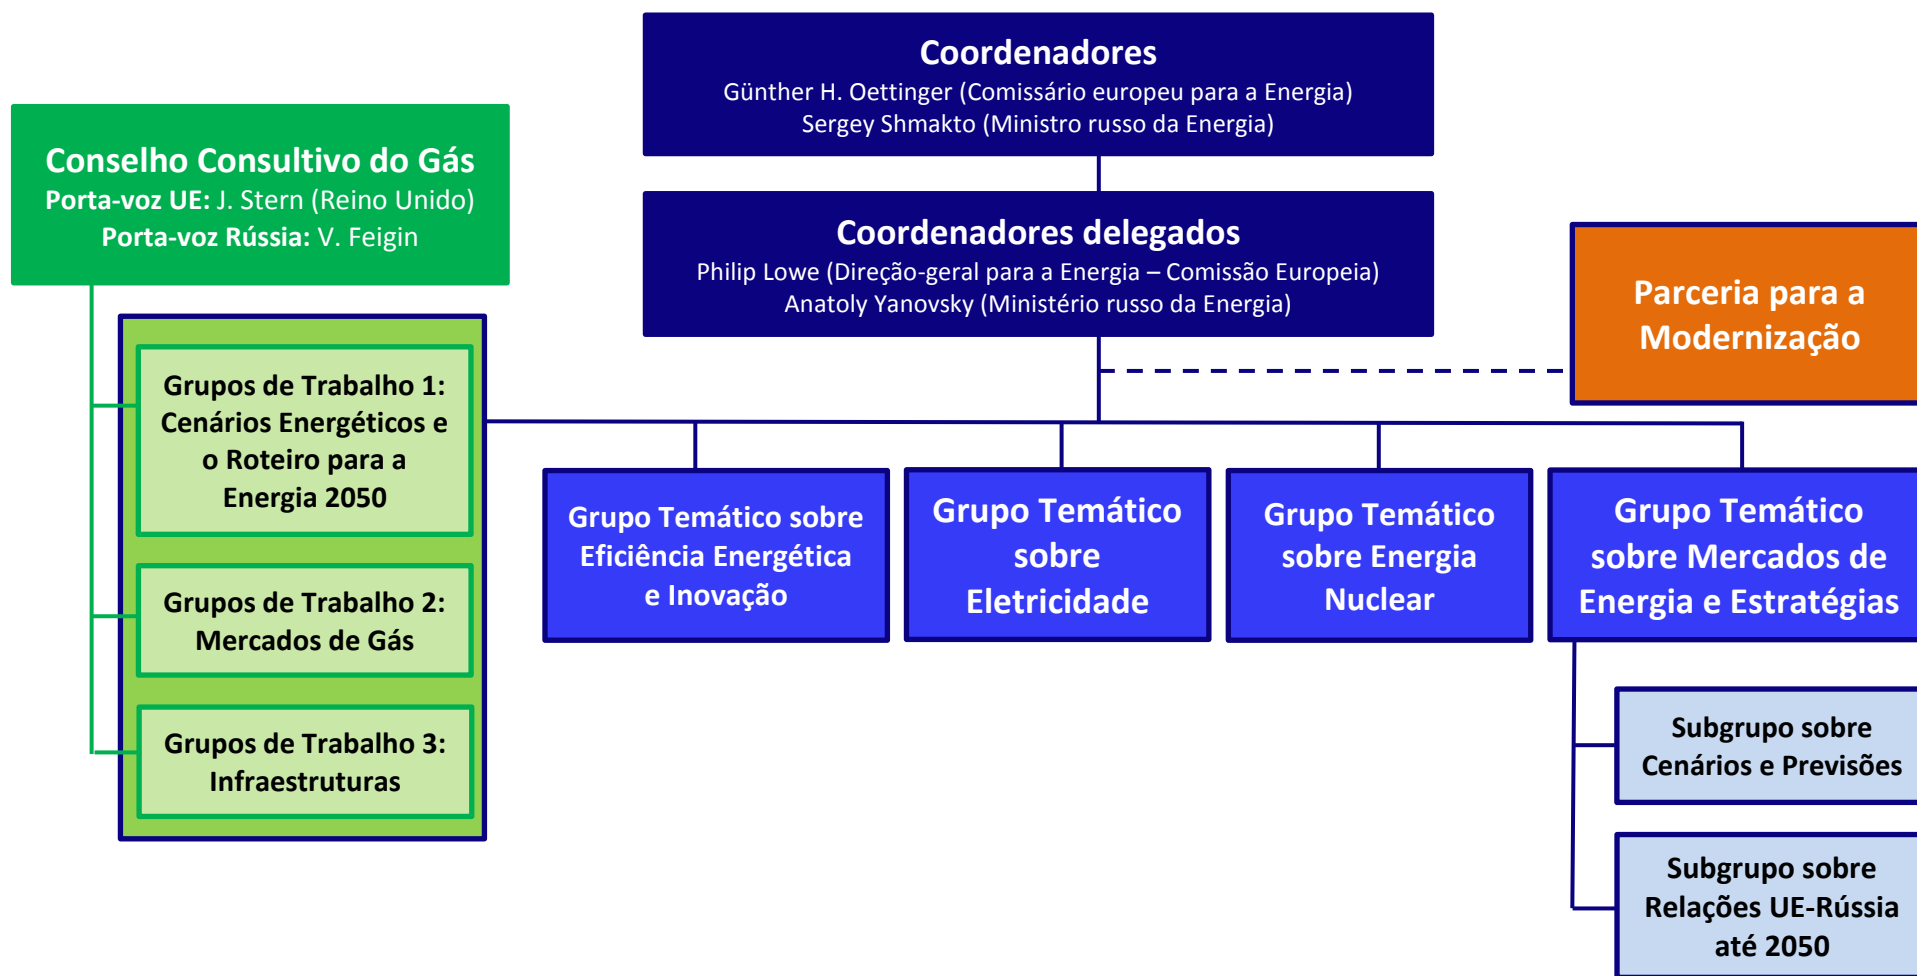 Coordenadores
Günther H. Oettinger (Comissário europeu para a Energia)
Sergey Shmakto (Ministro russo da Energia)
Conselho Consultivo do Gás
Porta-voz UE: J. Stern (Reino Unido)
Porta-voz Rússia: V. Feigin
Coordenadores delegados
Philip Lowe (Direção-geral para a Energia – Comissão Europeia)
Anatoly Yanovsky (Ministério russo da Energia)
Parceria para a
Modernização
Grupos de Trabalho 1:
Cenários Energéticos e
o Roteiro para a
Energia 2050
Grupos de Trabalho 2:
Mercados de Gás
Grupos de Trabalho 3:
Infraestruturas
Grupo Temático sobre
Eficiência Energética
e Inovação
Grupo Temático
sobre
Eletricidade
Grupo Temático
sobre Energia
Nuclear
Grupo Temático
sobre Mercados de
Energia e Estratégias
Subgrupo sobre
Cenários e Previsões
Subgrupo sobre
Relações UE-Rússia
até 2050